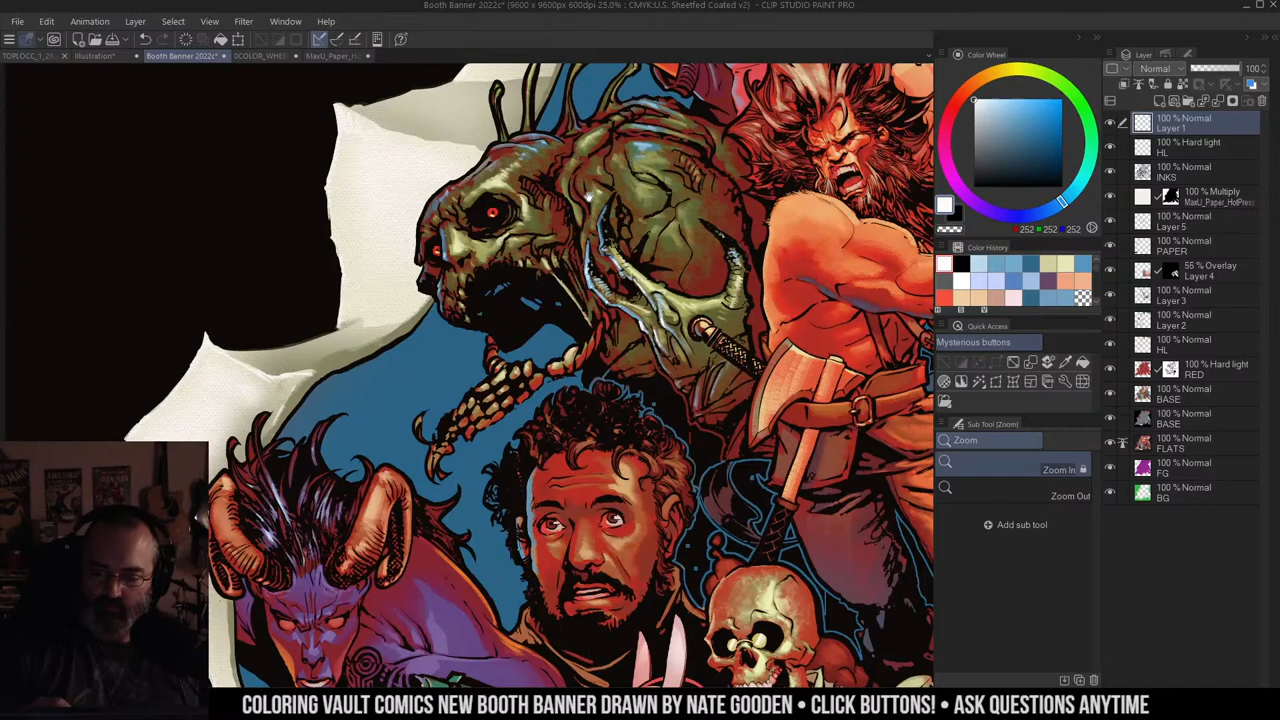 Booth Banner 2022c* (9600 x 9600px 600dpi 25.0% : CMYK:U.S. Sheetfed Coated v2) - CLIP STUDIO PAINT PRO
File Edit Animation Layer Select View Filter Window Help
Illustration* Booth Banner 2022c* 0COLOR_WHE MaxU_Paper_H
Color Wheel
252 252 252
Color History
H S V
Quick Access
Mysterious buttons
Sub Tool [Zoom]
Zoom
Zoom In
Zoom Out
Add sub tool
Layer
Normal 100
100 % Normal
Layer 1
100 % Hard light
HL
100 % Normal
INKS
100 % Multiply
MaxU_Paper_HotPress
100 % Normal
Layer 5
100 % Normal
PAPER
55 % Overlay
Layer 4
100 % Normal
Layer 3
100 % Normal
Layer 2
100 % Normal
HL
100 % Hard light
RED
100 % Normal
BASE
100 % Normal
BASE
100 % Normal
FLATS
100 % Normal
FG
100 % Normal
BG
COLORING VAULT COMICS NEW BOOTH BANNER DRAWN BY NATE GOODEN • CLICK BUTTONS! • ASK QUESTIONS ANYTIME